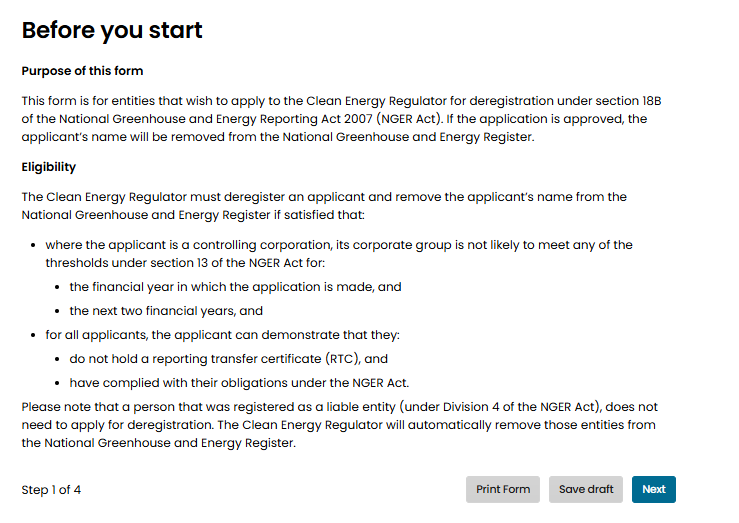 Before you start
Purpose of this form
This form is for entities that wish to apply to the Clean Energy Regulator for deregistration under section 18B
of the National Greenhouse and Energy Reporting Act 2007 (NGER Act). If the application is approved, the
applicant's name will be removed from the National Greenhouse and Energy Register.
Eligibility
The Clean Energy Regulator must deregister an applicant and remove the applicant's name from the
National Greenhouse and Energy Register if satisfied that:
• where the applicant is a controlling corporation, its corporate group is not likely to meet any of the
thresholds under section 13 of the NGER Act for:
• the financial year in which the application is made, and
• the next two financial years, and
• for all applicants, the applicant can demonstrate that they:
• do not hold a reporting transfer certificate (RTC), and
• have complied with their obligations under the NGER Act.
Please note that a person that was registered as a liable entity (under Division 4 of the NGER Act), does not
need to apply for deregistration. The Clean Energy Regulator will automatically remove those entities from
the National Greenhouse and Energy Register.
Step 1 of 4 Print Form Save draft Next